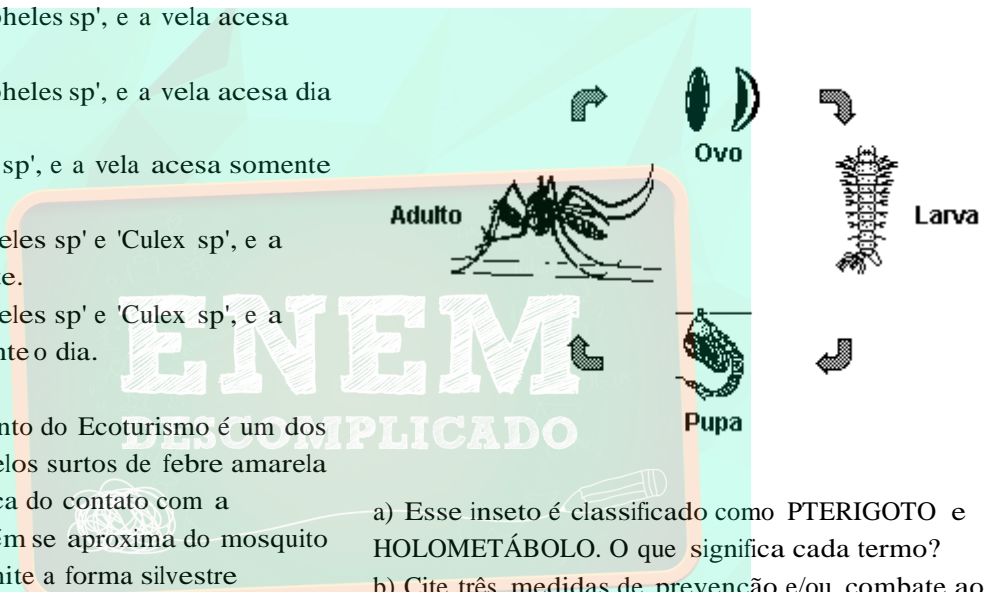 heles sp', e a vela acesa
heles sp', e a vela acesa dia
sp', e a vela acesa somente
eles sp' e 'Culex sp', e a
te.
eles sp' e 'Culex sp', e a
nte o dia.
nto do Ecoturismo é um dos
elos surtos de febre amarela
ca do contato com a
ém se aproxima do mosquito
mite a forma silvestre
ENEM
DESCOMPLICADO
Ovo
Adulto
Larva
Pupa
a) Esse inseto é classificado como PTERIGOTO e
HOLOMETÁBOLO. O que significa cada termo?
b) Cite três medidas de prevenção e/ou combate ao